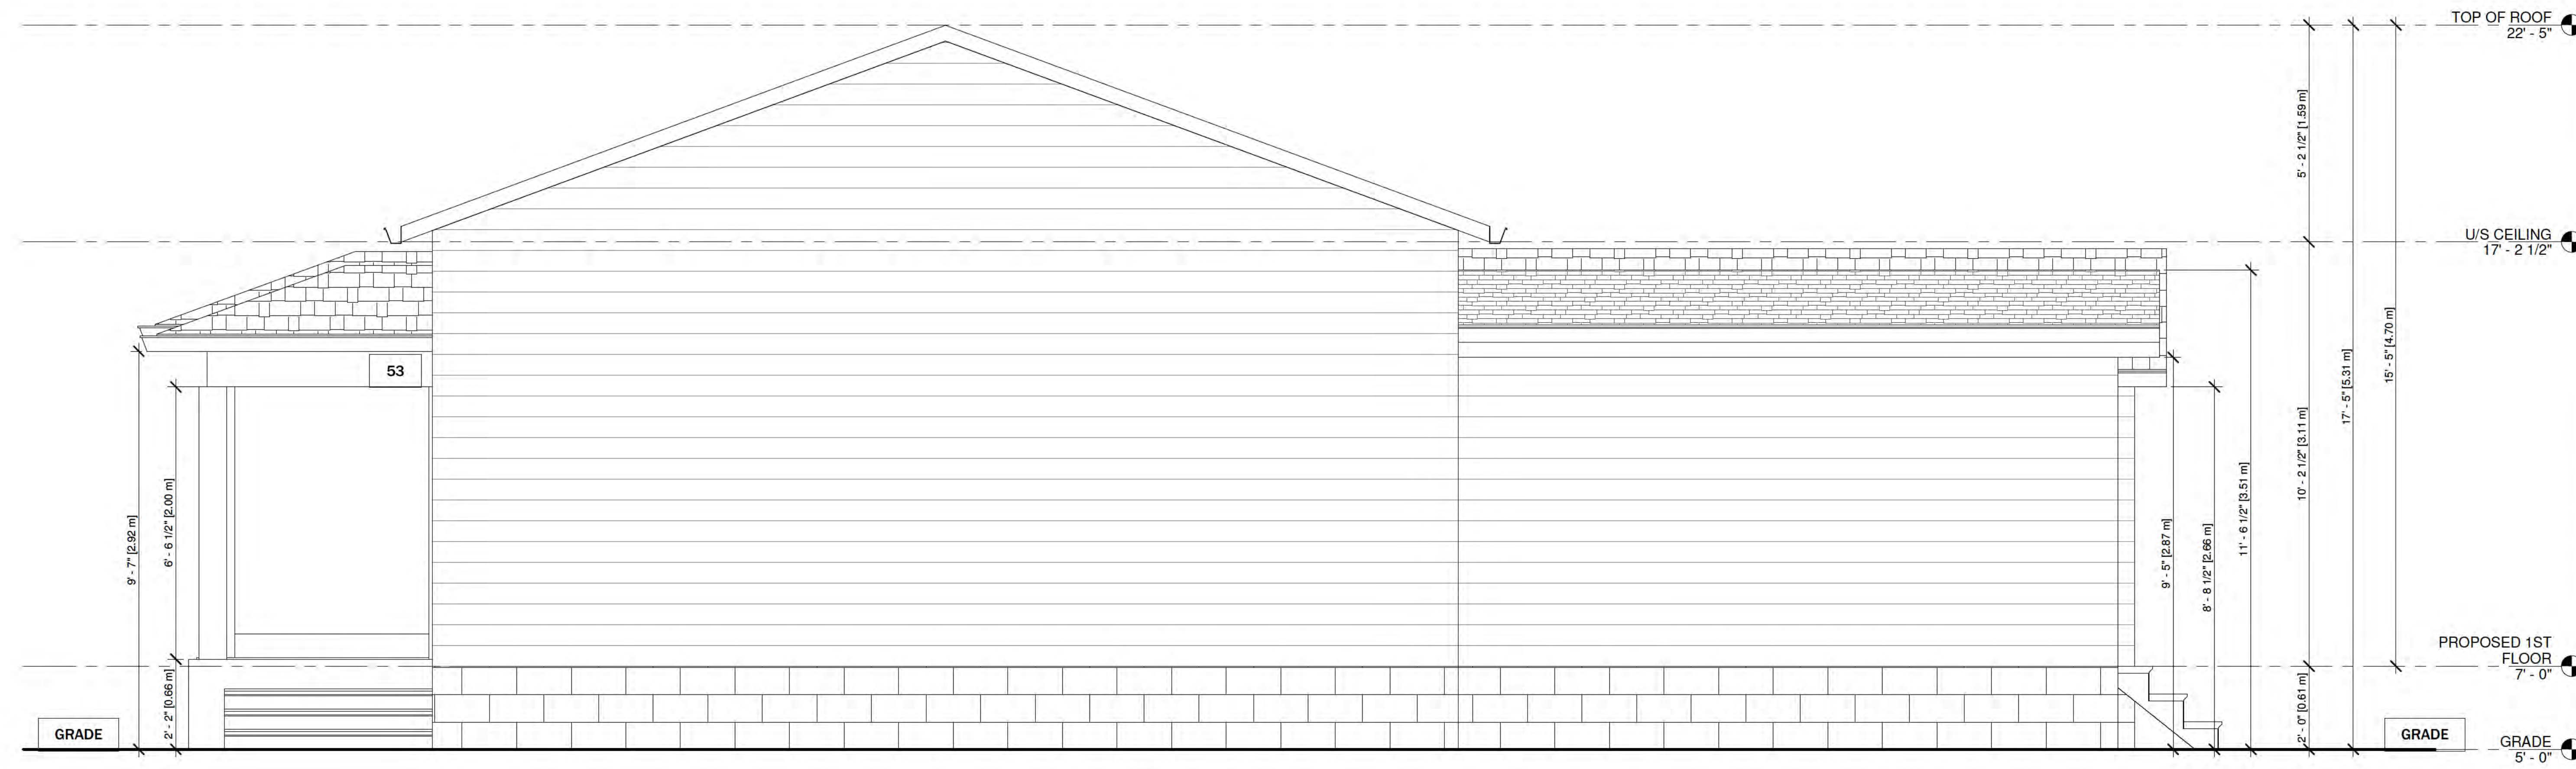 TOP OF ROOF
22' - 5"
5' - 2 1/2" [1.59 m]
U/S CEILING
17' - 2 1/2"
53
9' - 7" [2.92 m]
6' - 6 1/2" [2.00 m]
2' - 2" [0.66 m]
9' - 5" [2.87 m]
8' - 8 1/2" [2.66 m]
11' - 6 1/2" [3.51 m]
10' - 2 1/2" [3.11 m]
17' - 5" [5.31 m]
15' - 5" [4.70 m]
PROPOSED 1ST
FLOOR
7' - 0"
2' - 0" [0.61 m]
GRADE
GRADE
GRADE
5' - 0"